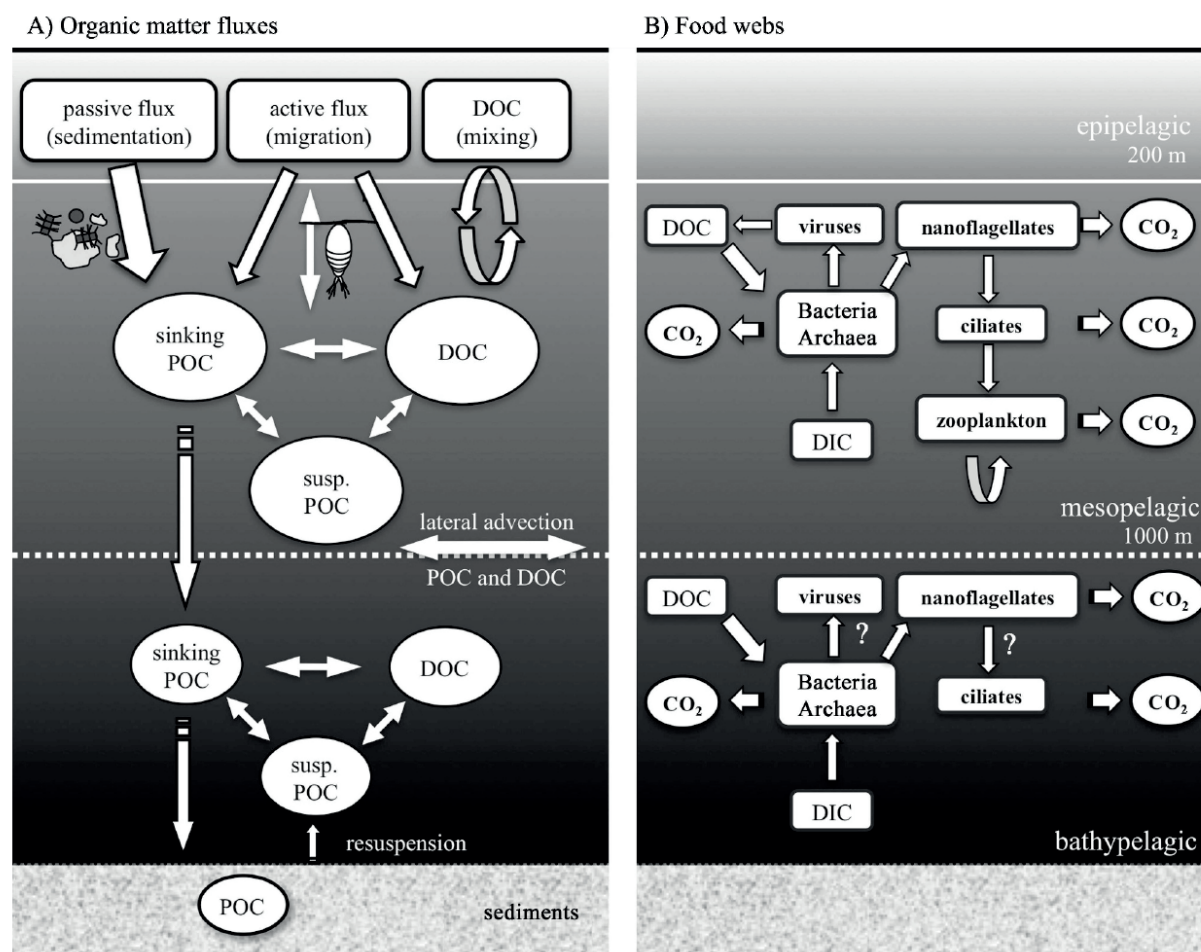 A) Organic matter fluxes
passive flux
(sedimentation)
active flux
(migration)
DOC
(mixing)
sinking
POC
DOC
susp.
POC
lateral advection
POC and DOC
sinking
POC
DOC
susp.
POC
resuspension
POC
sediments
B) Food webs
epipelagic
200 m
DOC
viruses
nanoflagellates
CO₂
CO₂
Bacteria
Archaea
ciliates
CO₂
DIC
zooplankton
CO₂
mesopelagic
1000 m
DOC
viruses
nanoflagellates
CO₂
?
?
CO₂
Bacteria
Archaea
ciliates
CO₂
DIC
bathypelagic